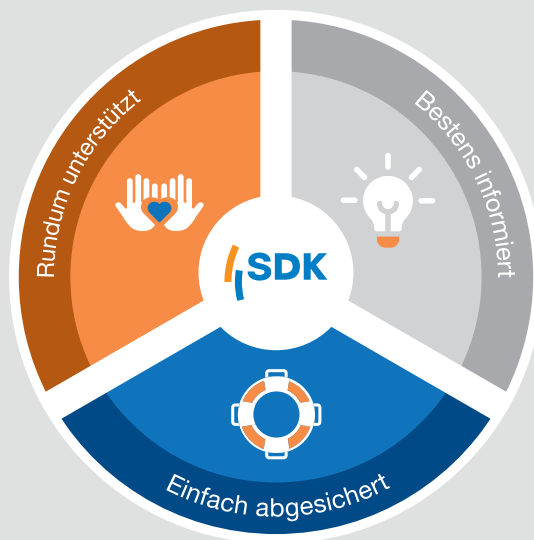 Rundum unterstützt
Bestens informiert
SDK
Einfach abgesichert